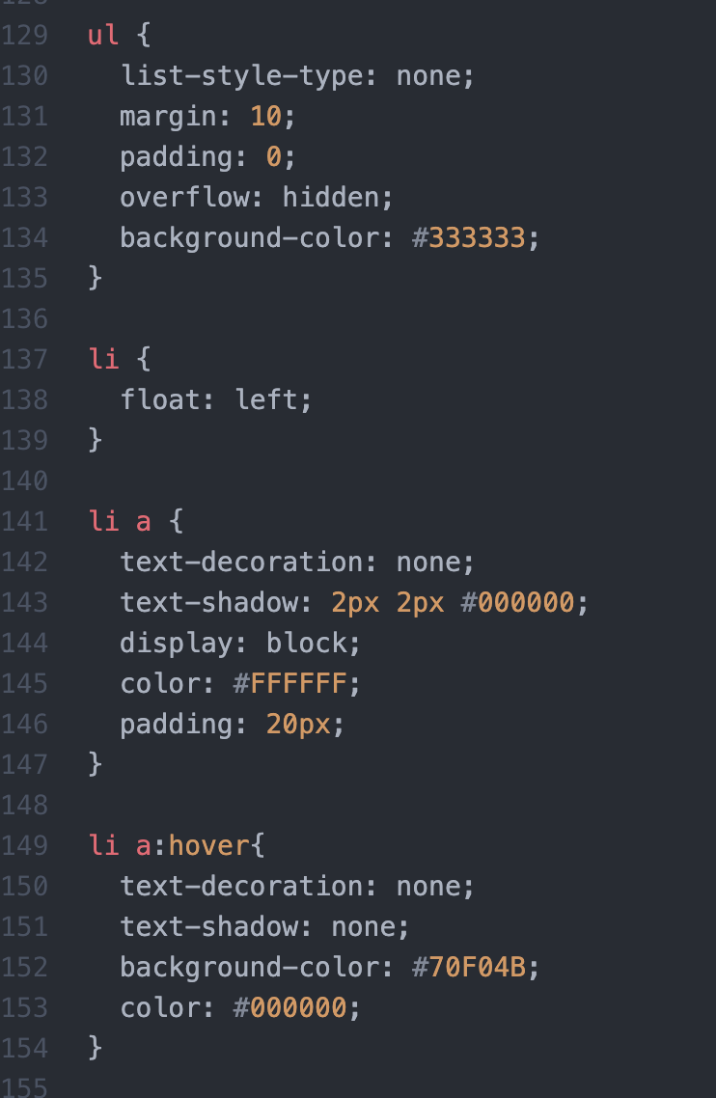 129 ul {
130 list-style-type: none;
131 margin: 10;
132 padding: 0;
133 overflow: hidden;
134 background-color: #333333;
135 }
136
137 li {
138 float: left;
139 }
140
141 li a {
142 text-decoration: none;
143 text-shadow: 2px 2px #000000;
144 display: block;
145 color: #FFFFFF;
146 padding: 20px;
147 }
148
149 li a:hover{
150 text-decoration: none;
151 text-shadow: none;
152 background-color: #70F04B;
153 color: #000000;
154 }
155